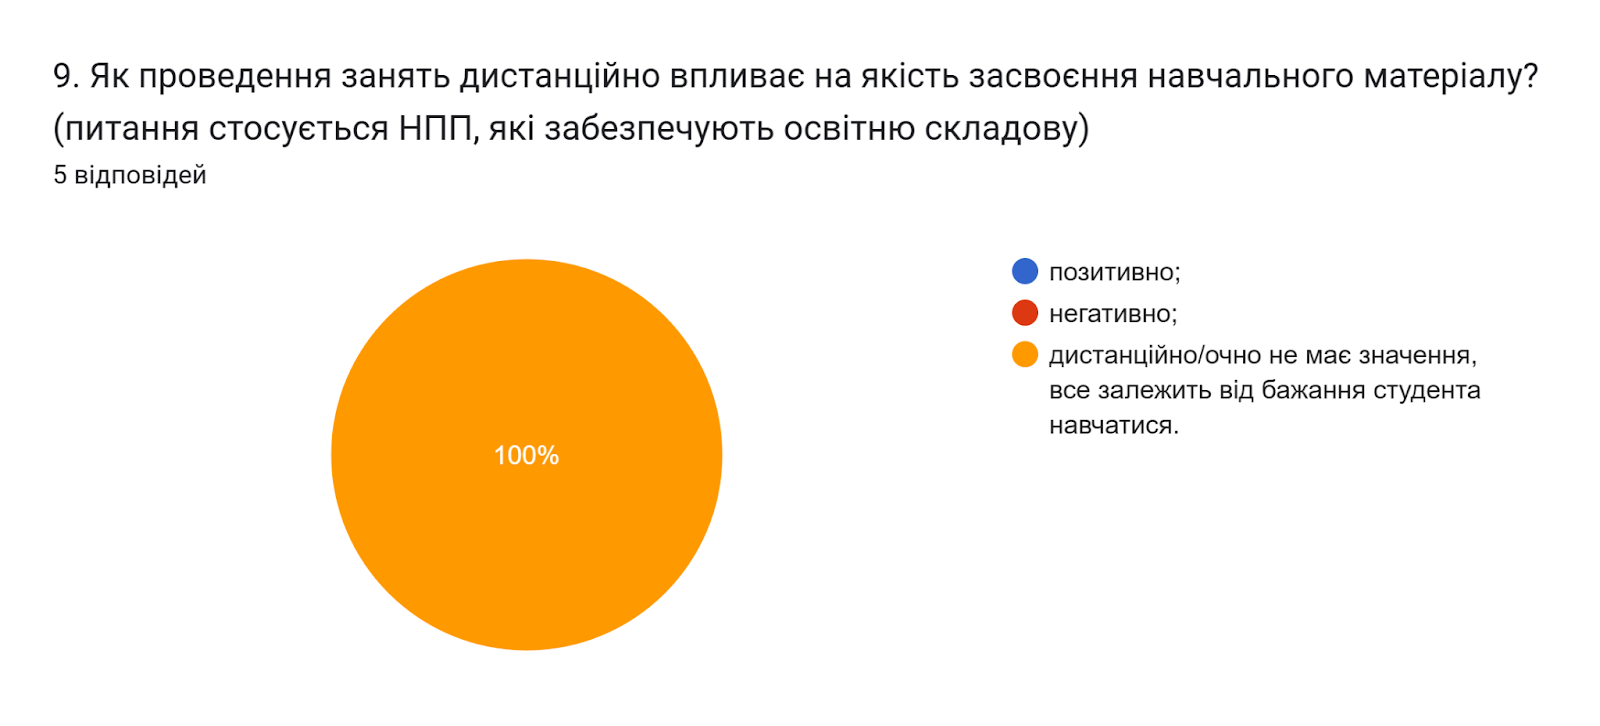 9. Як проведення занять дистанційно впливає на якість засвоєння навчального матеріалу?
(питання стосується НПП, які забезпечують освітню складову)
5 відповідей
позитивно;
негативно;
дистанційно/очно не має значення,
все залежить від бажання студента
навчатися.
100%